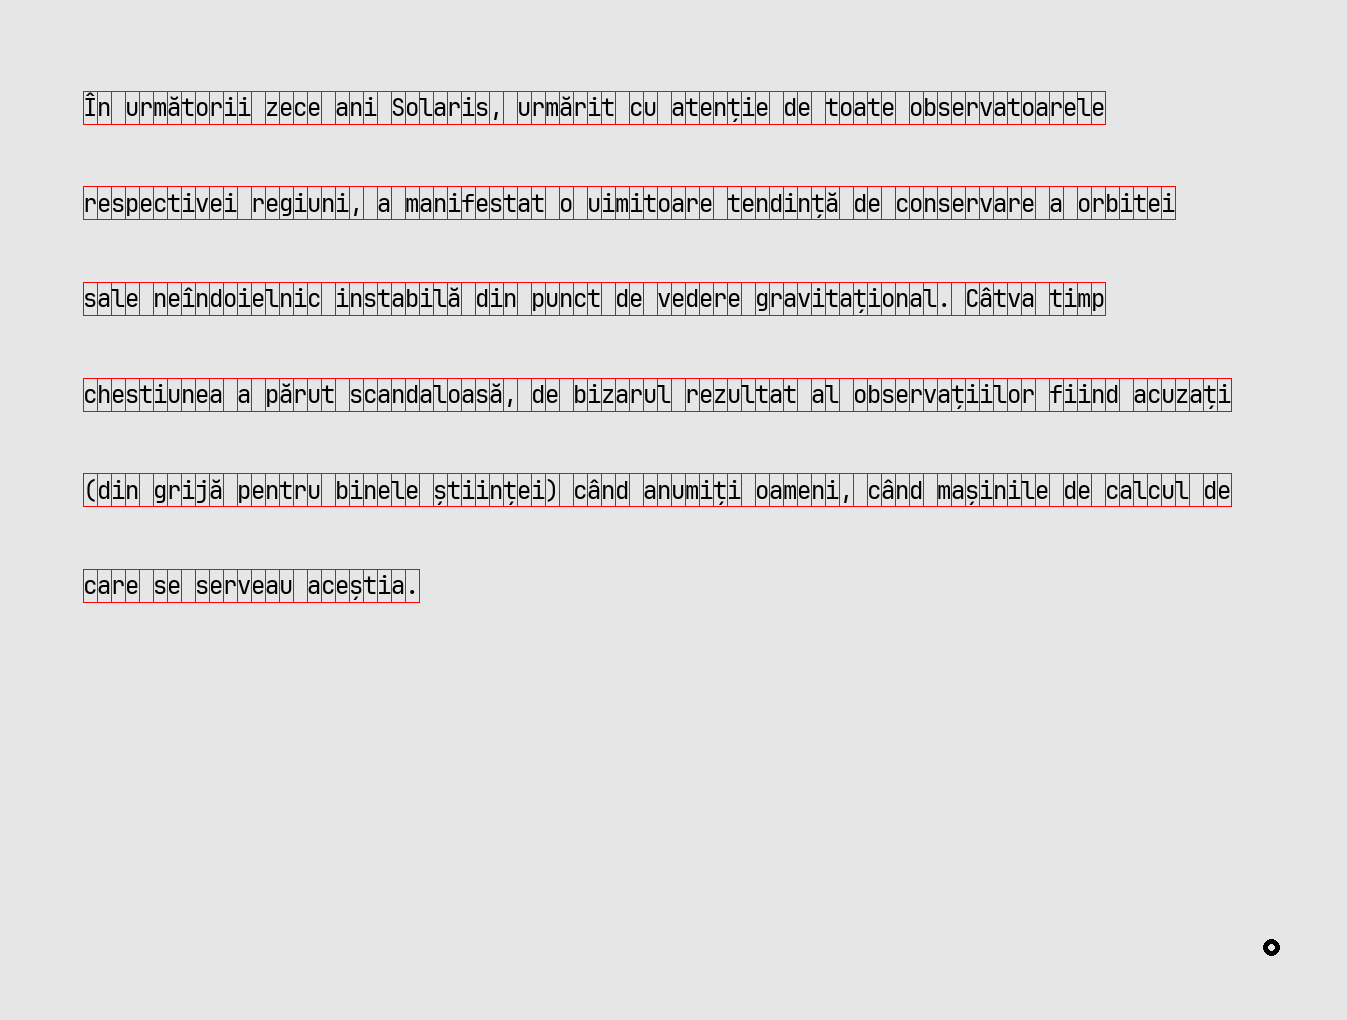 În următorii zece ani Solaris, urmărit cu atenție de toate observatoarele
respectivei regiuni, a manifestat o uimitoare tendință de conservare a orbitei
sale neîndoielnic instabilă din punct de vedere gravitațional. Câtva timp
chestiunea a părut scandaloasă, de bizarul rezultat al observațiilor fiind acuzați
(din grijă pentru binele științei) când anumiți oameni, când mașinile de calcul de
care se serveau aceștia.